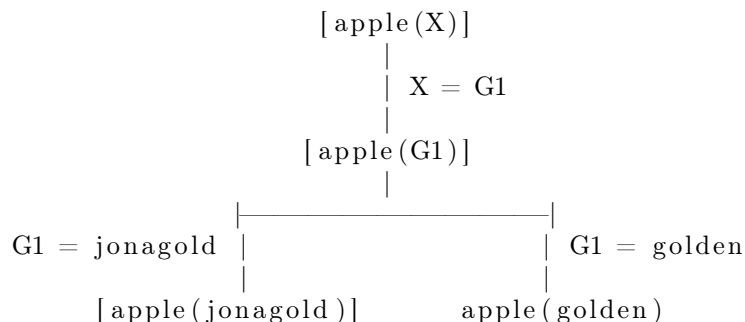 [apple(X)]
|
| X = G1
|
[apple(G1)]
|
|—————————————|
G1 = jonagold | | G1 = golden
| |
[apple(jonagold)] apple(golden)